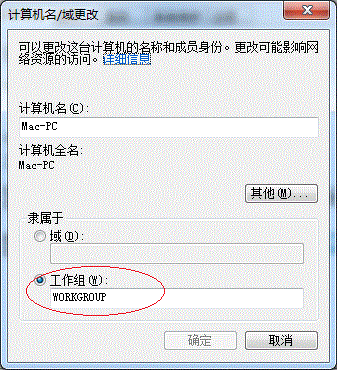 计算机名/域更改
可以更改这台计算机的名称和成员身份。更改可能影响网
络资源的访问。详细信息
计算机名(C):
Mac-PC
计算机全名:
Mac-PC
其他(M)...
隶属于
域(D):
工作组(W):
WORKGROUP
确定
取消